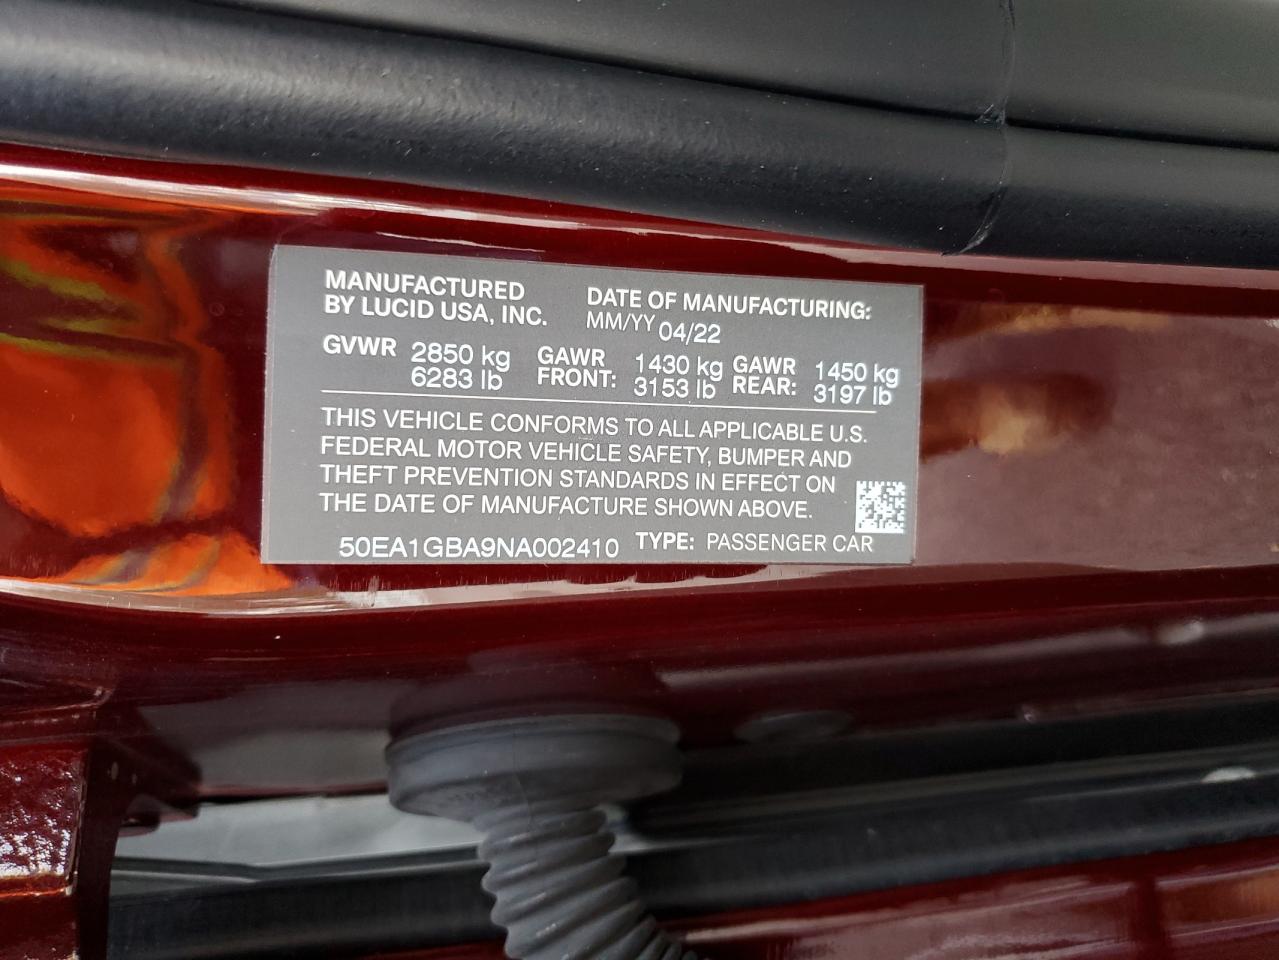 MANUFACTURED
BY LUCID USA, INC.
DATE OF MANUFACTURING:
MM/YY 04/22
GVWR 2850 kg
6283 lb
GAWR
FRONT: 1430 kg
3153 lb
GAWR
REAR: 1450 kg
3197 lb
THIS VEHICLE CONFORMS TO ALL APPLICABLE U.S.
FEDERAL MOTOR VEHICLE SAFETY, BUMPER AND
THEFT PREVENTION STANDARDS IN EFFECT ON
THE DATE OF MANUFACTURE SHOWN ABOVE.
50EA1GBA9NA002410 TYPE: PASSENGER CAR